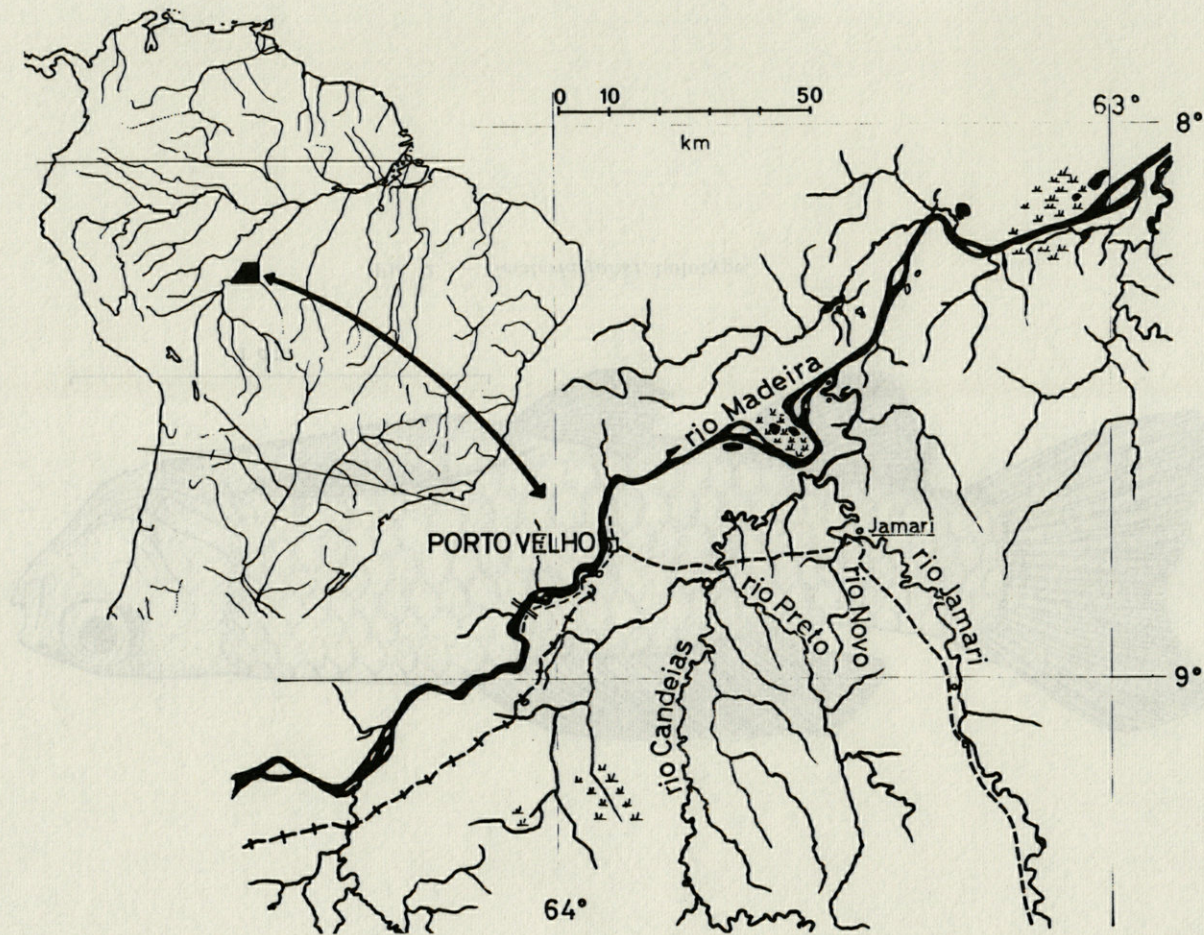 0 10 50
km
63°
8°
rio Madeira
PORTO VELHO
Jamari
rio Jamari
rio Novo
rio Preto
rio Candeias
9°
64°